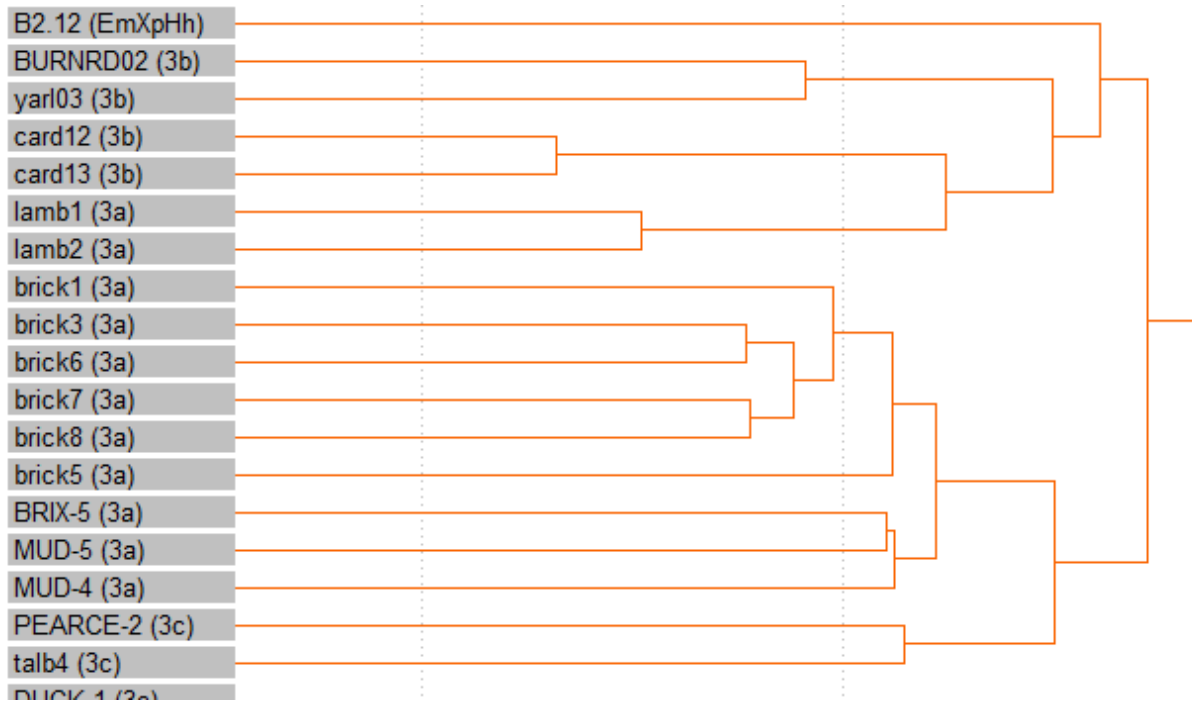 B2.12 (EmXpHh)
BURNRD02 (3b)
yarl03 (3b)
card12 (3b)
card13 (3b)
lamb1 (3a)
lamb2 (3a)
brick1 (3a)
brick3 (3a)
brick6 (3a)
brick7 (3a)
brick8 (3a)
brick5 (3a)
BRIX-5 (3a)
MUD-5 (3a)
MUD-4 (3a)
PEARCE-2 (3c)
talb4 (3c)